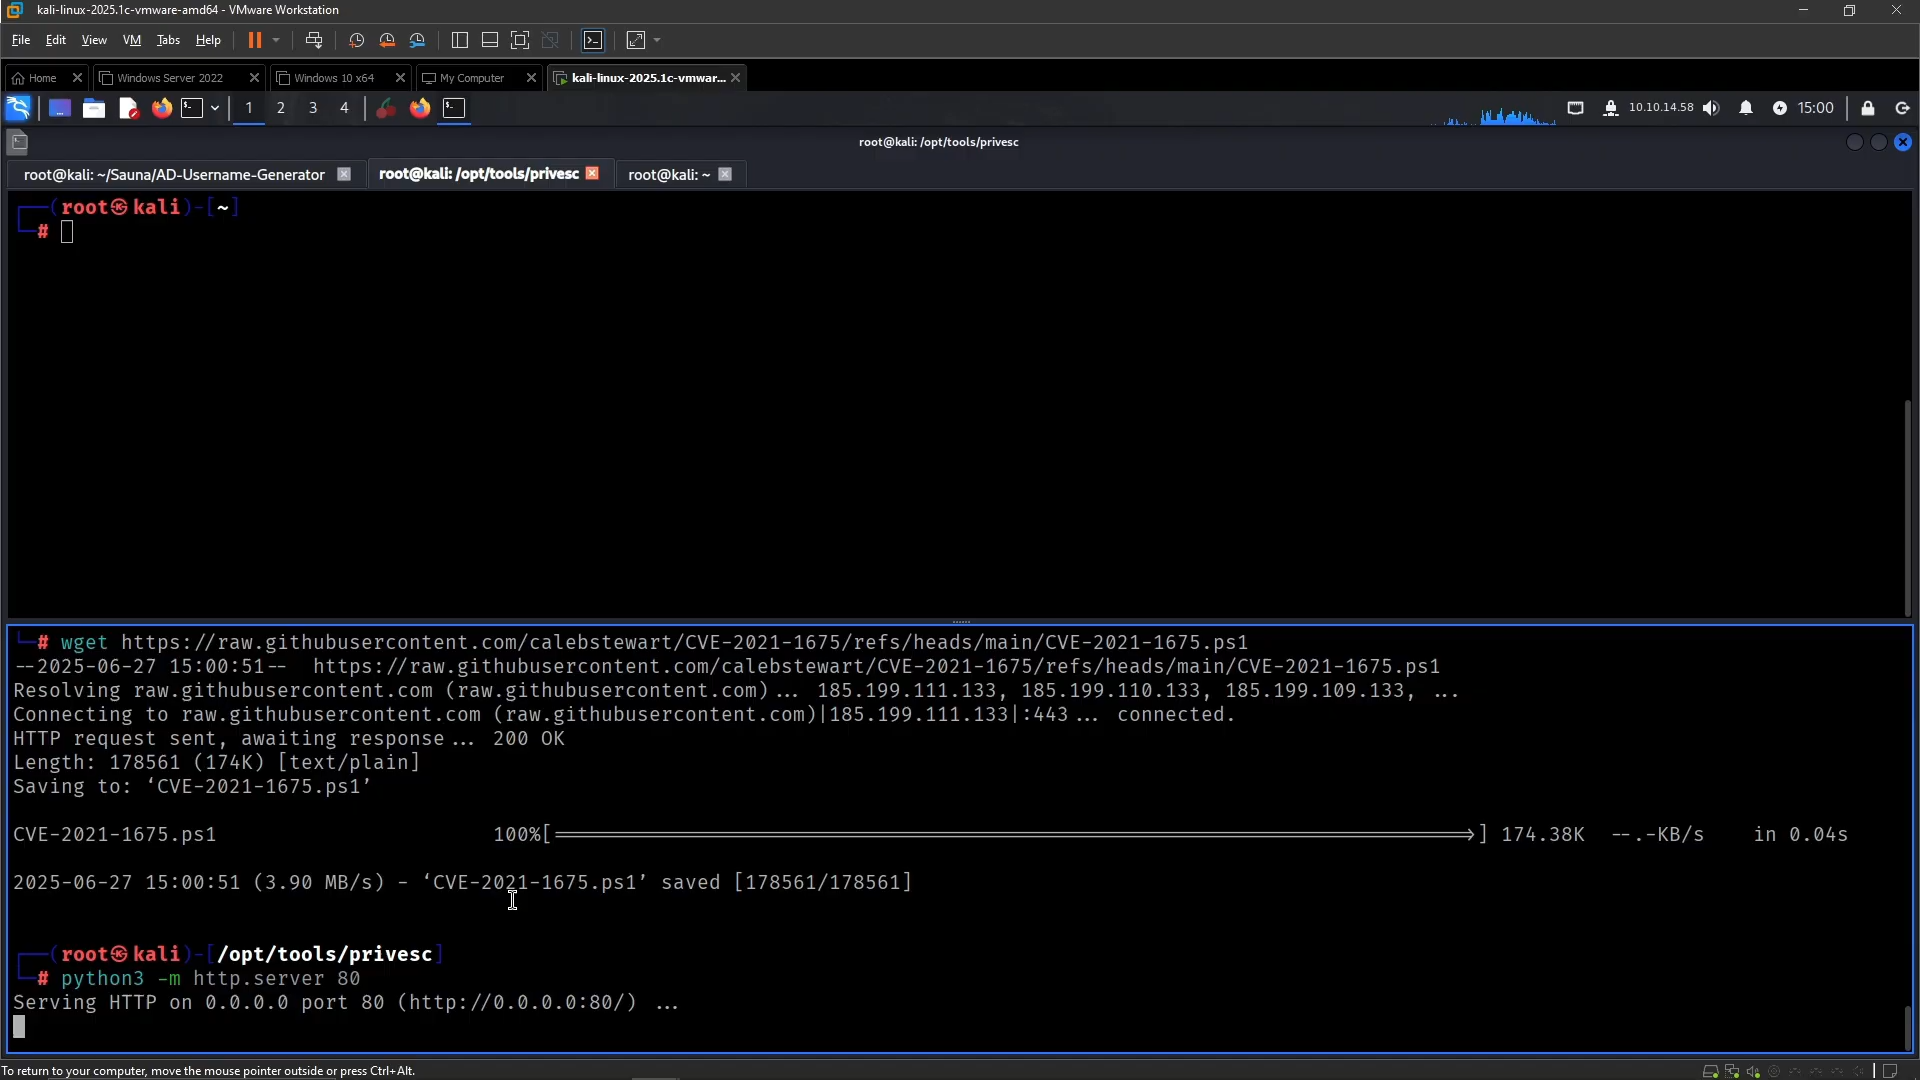 kali-linux-2025.1c-vmware-amd64 - VMware Workstation
File Edit View VM Tabs Help
Home Windows Server 2022 Windows 10 x64 My Computer kali-linux-2025.1c-vmwar...
1 2 3 4 10.10.14.58 15:00
root@kali: /opt/tools/privesc
root@kali: ~/Sauna/AD-Username-Generator root@kali: /opt/tools/privesc root@kali: ~
┌──(root㉿kali)-[~]
└─#
└─# wget https://raw.githubusercontent.com/calebstewart/CVE-2021-1675/refs/heads/main/CVE-2021-1675.ps1
--2025-06-27 15:00:51-- https://raw.githubusercontent.com/calebstewart/CVE-2021-1675/refs/heads/main/CVE-2021-1675.ps1
Resolving raw.githubusercontent.com (raw.githubusercontent.com)... 185.199.111.133, 185.199.110.133, 185.199.109.133, ...
Connecting to raw.githubusercontent.com (raw.githubusercontent.com)|185.199.111.133|:443... connected.
HTTP request sent, awaiting response... 200 OK
Length: 178561 (174K) [text/plain]
Saving to: ‘CVE-2021-1675.ps1’
CVE-2021-1675.ps1 100%[===================>] 174.38K --.-KB/s in 0.04s
2025-06-27 15:00:51 (3.90 MB/s) - ‘CVE-2021-1675.ps1’ saved [178561/178561]
┌──(root㉿kali)-[/opt/tools/privesc]
└─# python3 -m http.server 80
Serving HTTP on 0.0.0.0 port 80 (http://0.0.0.0:80/) ...
To return to your computer, move the mouse pointer outside or press Ctrl+Alt.